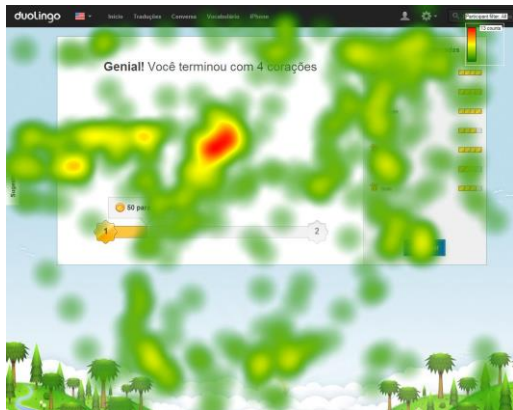 duolingo Início Traduções Conversa Vocabulário iPhone
Participant filter: All
13 counts
Genial! Você terminou com 4 corações
50 para
1 2